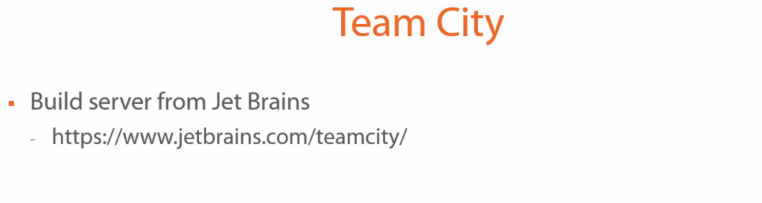 Team City
Build server from Jet Brains
- https://www.jetbrains.com/teamcity/